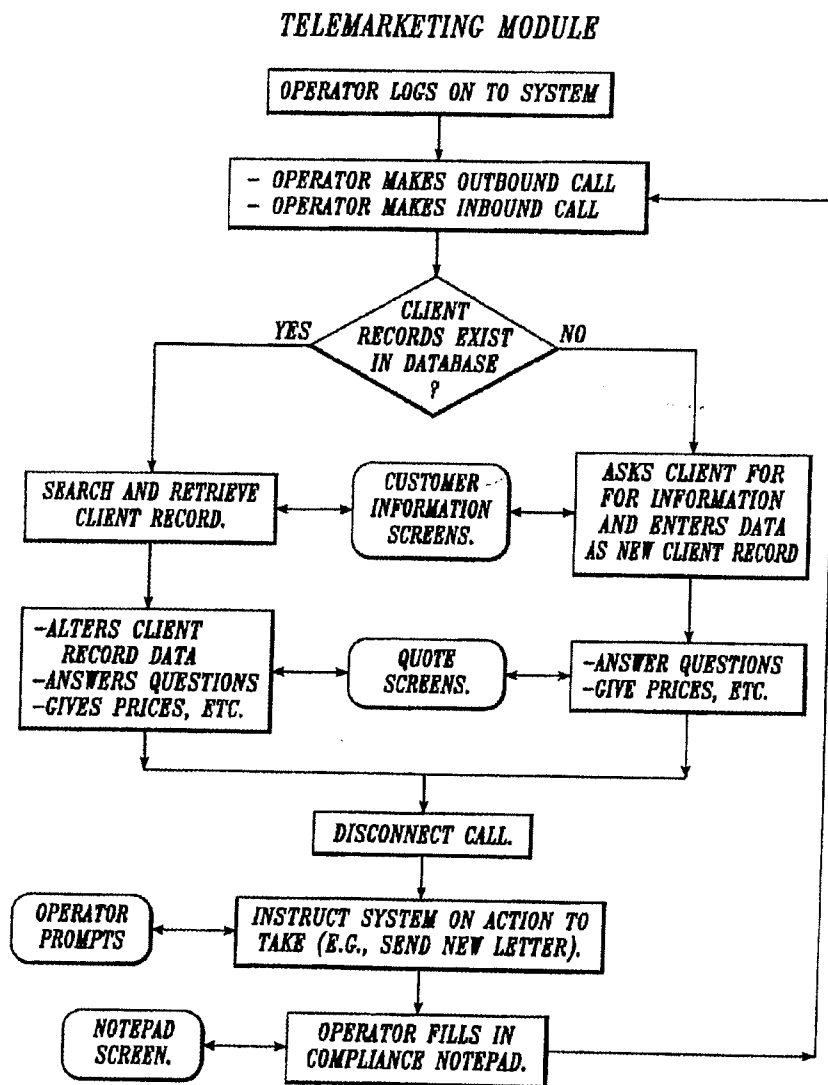 TELEMARKETING MODULE
OPERATOR LOGS ON TO SYSTEM
- OPERATOR MAKES OUTBOUND CALL
- OPERATOR MAKES INBOUND CALL
CLIENT
RECORDS EXIST
IN DATABASE
?
YES
NO
SEARCH AND RETRIEVE
CLIENT RECORD.
CUSTOMER
INFORMATION
SCREENS.
ASKS CLIENT FOR
FOR INFORMATION
AND ENTERS DATA
AS NEW CLIENT RECORD
-ALTERS CLIENT
RECORD DATA
-ANSWERS QUESTIONS
-GIVES PRICES, ETC.
QUOTE
SCREENS.
-ANSWER QUESTIONS
-GIVE PRICES, ETC.
DISCONNECT CALL.
OPERATOR
PROMPTS
INSTRUCT SYSTEM ON ACTION TO
TAKE (E.G., SEND NEW LETTER).
NOTEPAD
SCREEN.
OPERATOR FILLS IN
COMPLIANCE NOTEPAD.